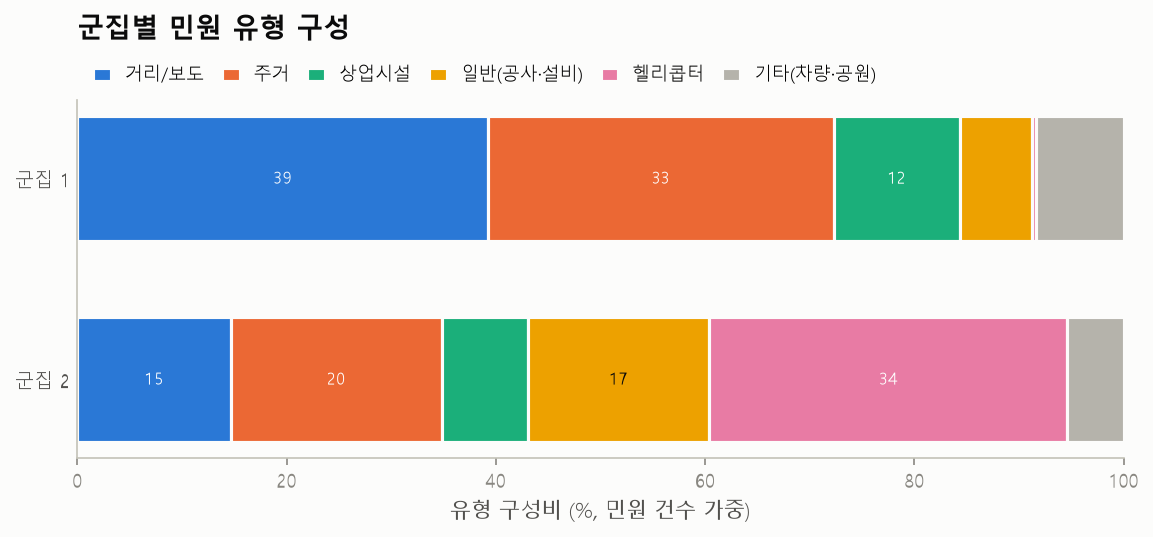 군집별 민원 유형 구성
거리/보도 주거 상업시설 일반(공사·설비) 헬리콥터 기타(차량·공원)
군집 1 39 33 12
군집 2 15 20 17 34
0 20 40 60 80 100
유형 구성비 (%, 민원 건수 가중)